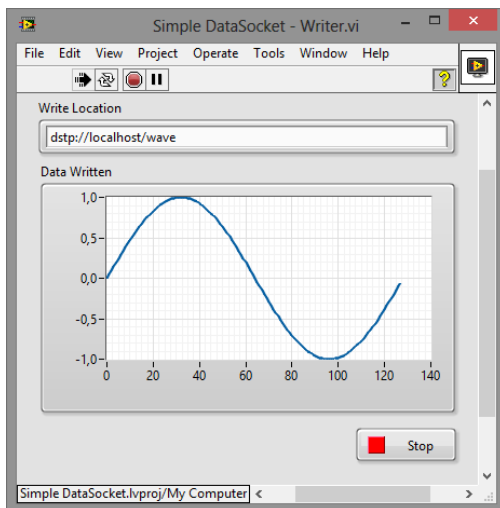 Simple DataSocket - Writer.vi
File Edit View Project Operate Tools Window Help
Write Location
dstp://localhost/wave
Data Written
1,0
0,5
0,0
-0,5
-1,0
0 20 40 60 80 100 120 140
Stop
Simple DataSocket.lvproj/My Computer